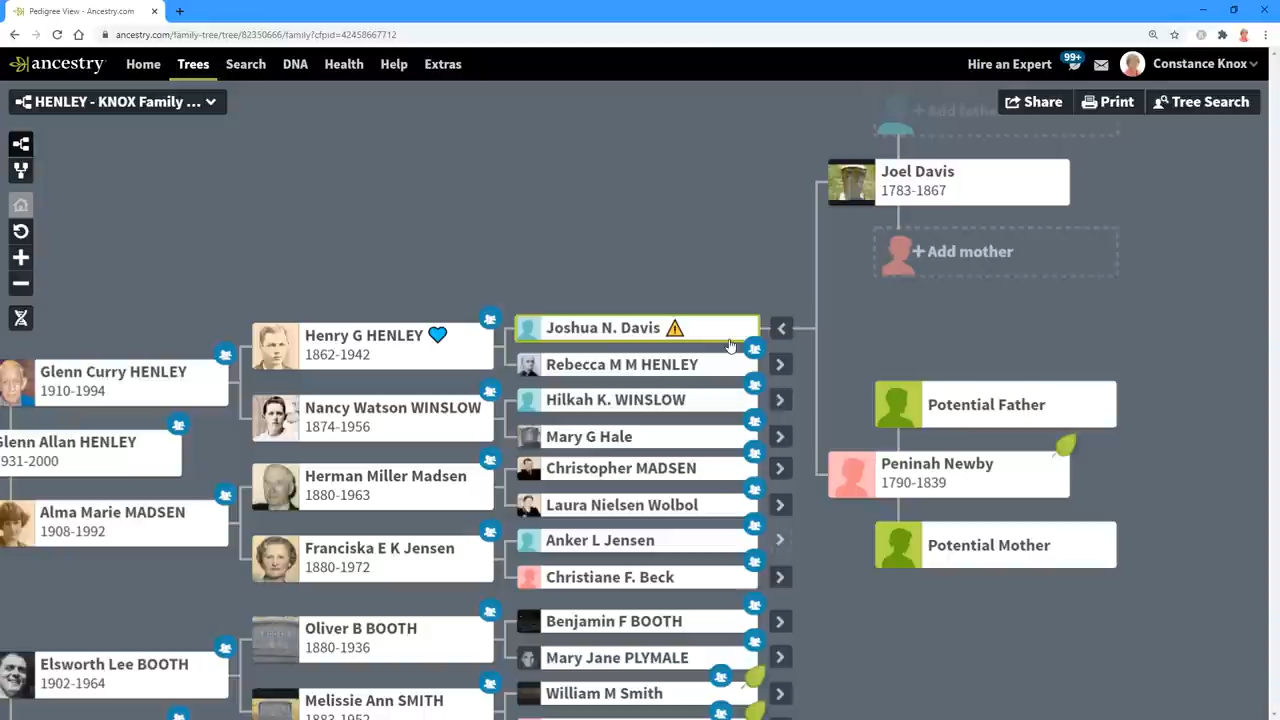 Pedigree View - Ancestry.com
ancestry.com/family-tree/tree/82350666/family?cfpid=42458667712
ancestry Home Trees Search DNA Health Help Extras Hire an Expert 99+ Constance Knox
HENLEY - KNOX Family ...
Share Print Tree Search
+ Add father
Joel Davis
1783-1867
+ Add mother
Joshua N. Davis
Henry G HENLEY
1862-1942
Rebecca M M HENLEY
Glenn Curry HENLEY
1910-1994
Hilkah K. WINSLOW
Nancy Watson WINSLOW
1874-1956
Potential Father
Mary G Hale
Glenn Allan HENLEY
1931-2000
Christopher MADSEN
Peninah Newby
1790-1839
Herman Miller Madsen
1880-1963
Laura Nielsen Wolbol
Alma Marie MADSEN
1908-1992
Anker L Jensen
Potential Mother
Franciska E K Jensen
1880-1972
Christiane F. Beck
Benjamin F BOOTH
Oliver B BOOTH
1880-1936
Mary Jane PLYMALE
Elsworth Lee BOOTH
1902-1964
William M Smith
Melissie Ann SMITH
1883-1952